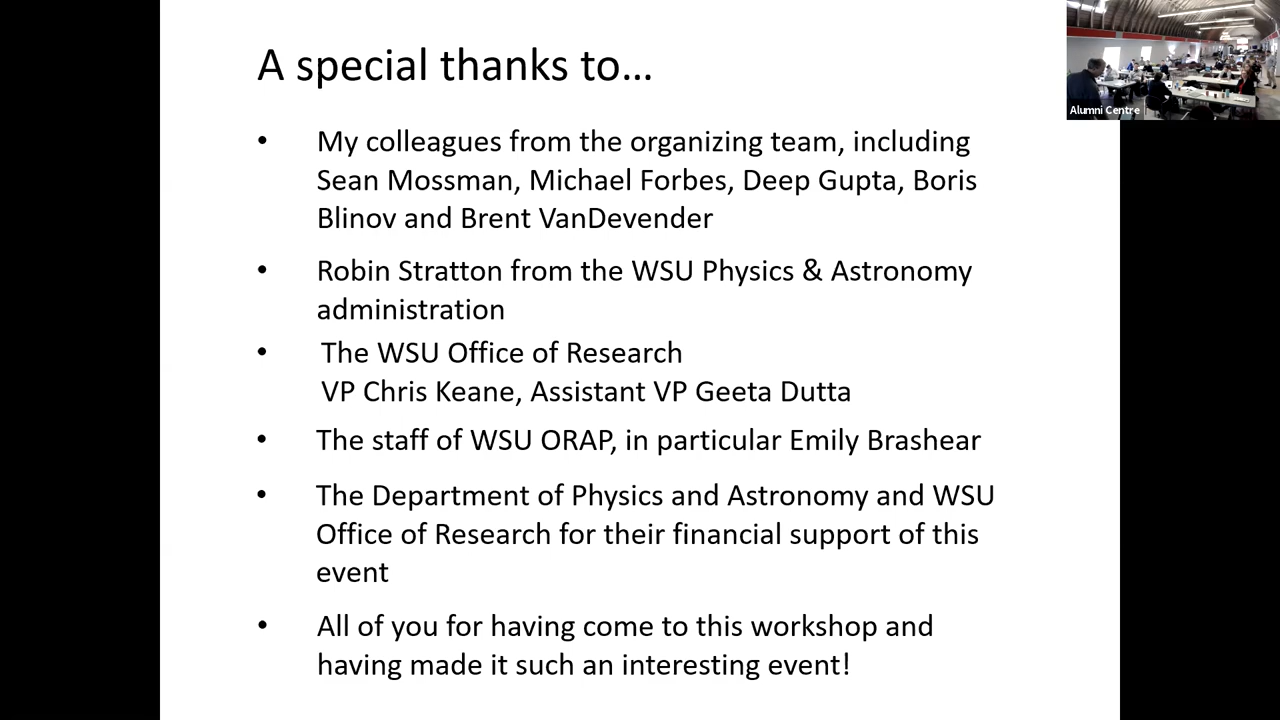 A special thanks to…
• My colleagues from the organizing team, including
Sean Mossman, Michael Forbes, Deep Gupta, Boris
Blinov and Brent VanDevender
• Robin Stratton from the WSU Physics & Astronomy
administration
• The WSU Office of Research
VP Chris Keane, Assistant VP Geeta Dutta
• The staff of WSU ORAP, in particular Emily Brashear
• The Department of Physics and Astronomy and WSU
Office of Research for their financial support of this
event
• All of you for having come to this workshop and
having made it such an interesting event!
Alumni Centre